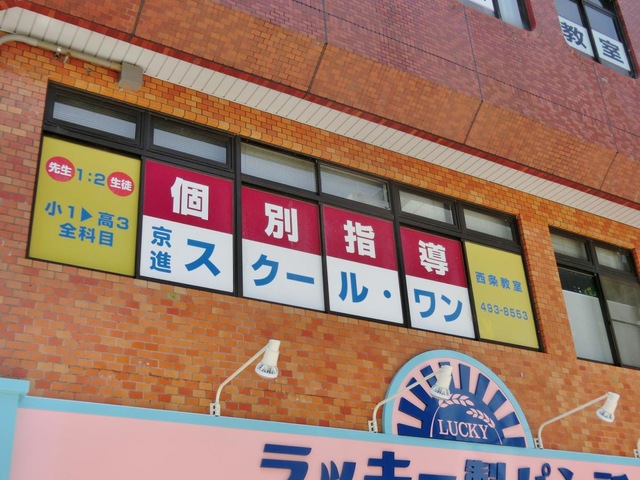 教室
先生 1:2 生徒
小1▶高3
全科目
個別指導
京進スクール・ワン
西条教室
493-8553
LUCKY
ラッキー製パン